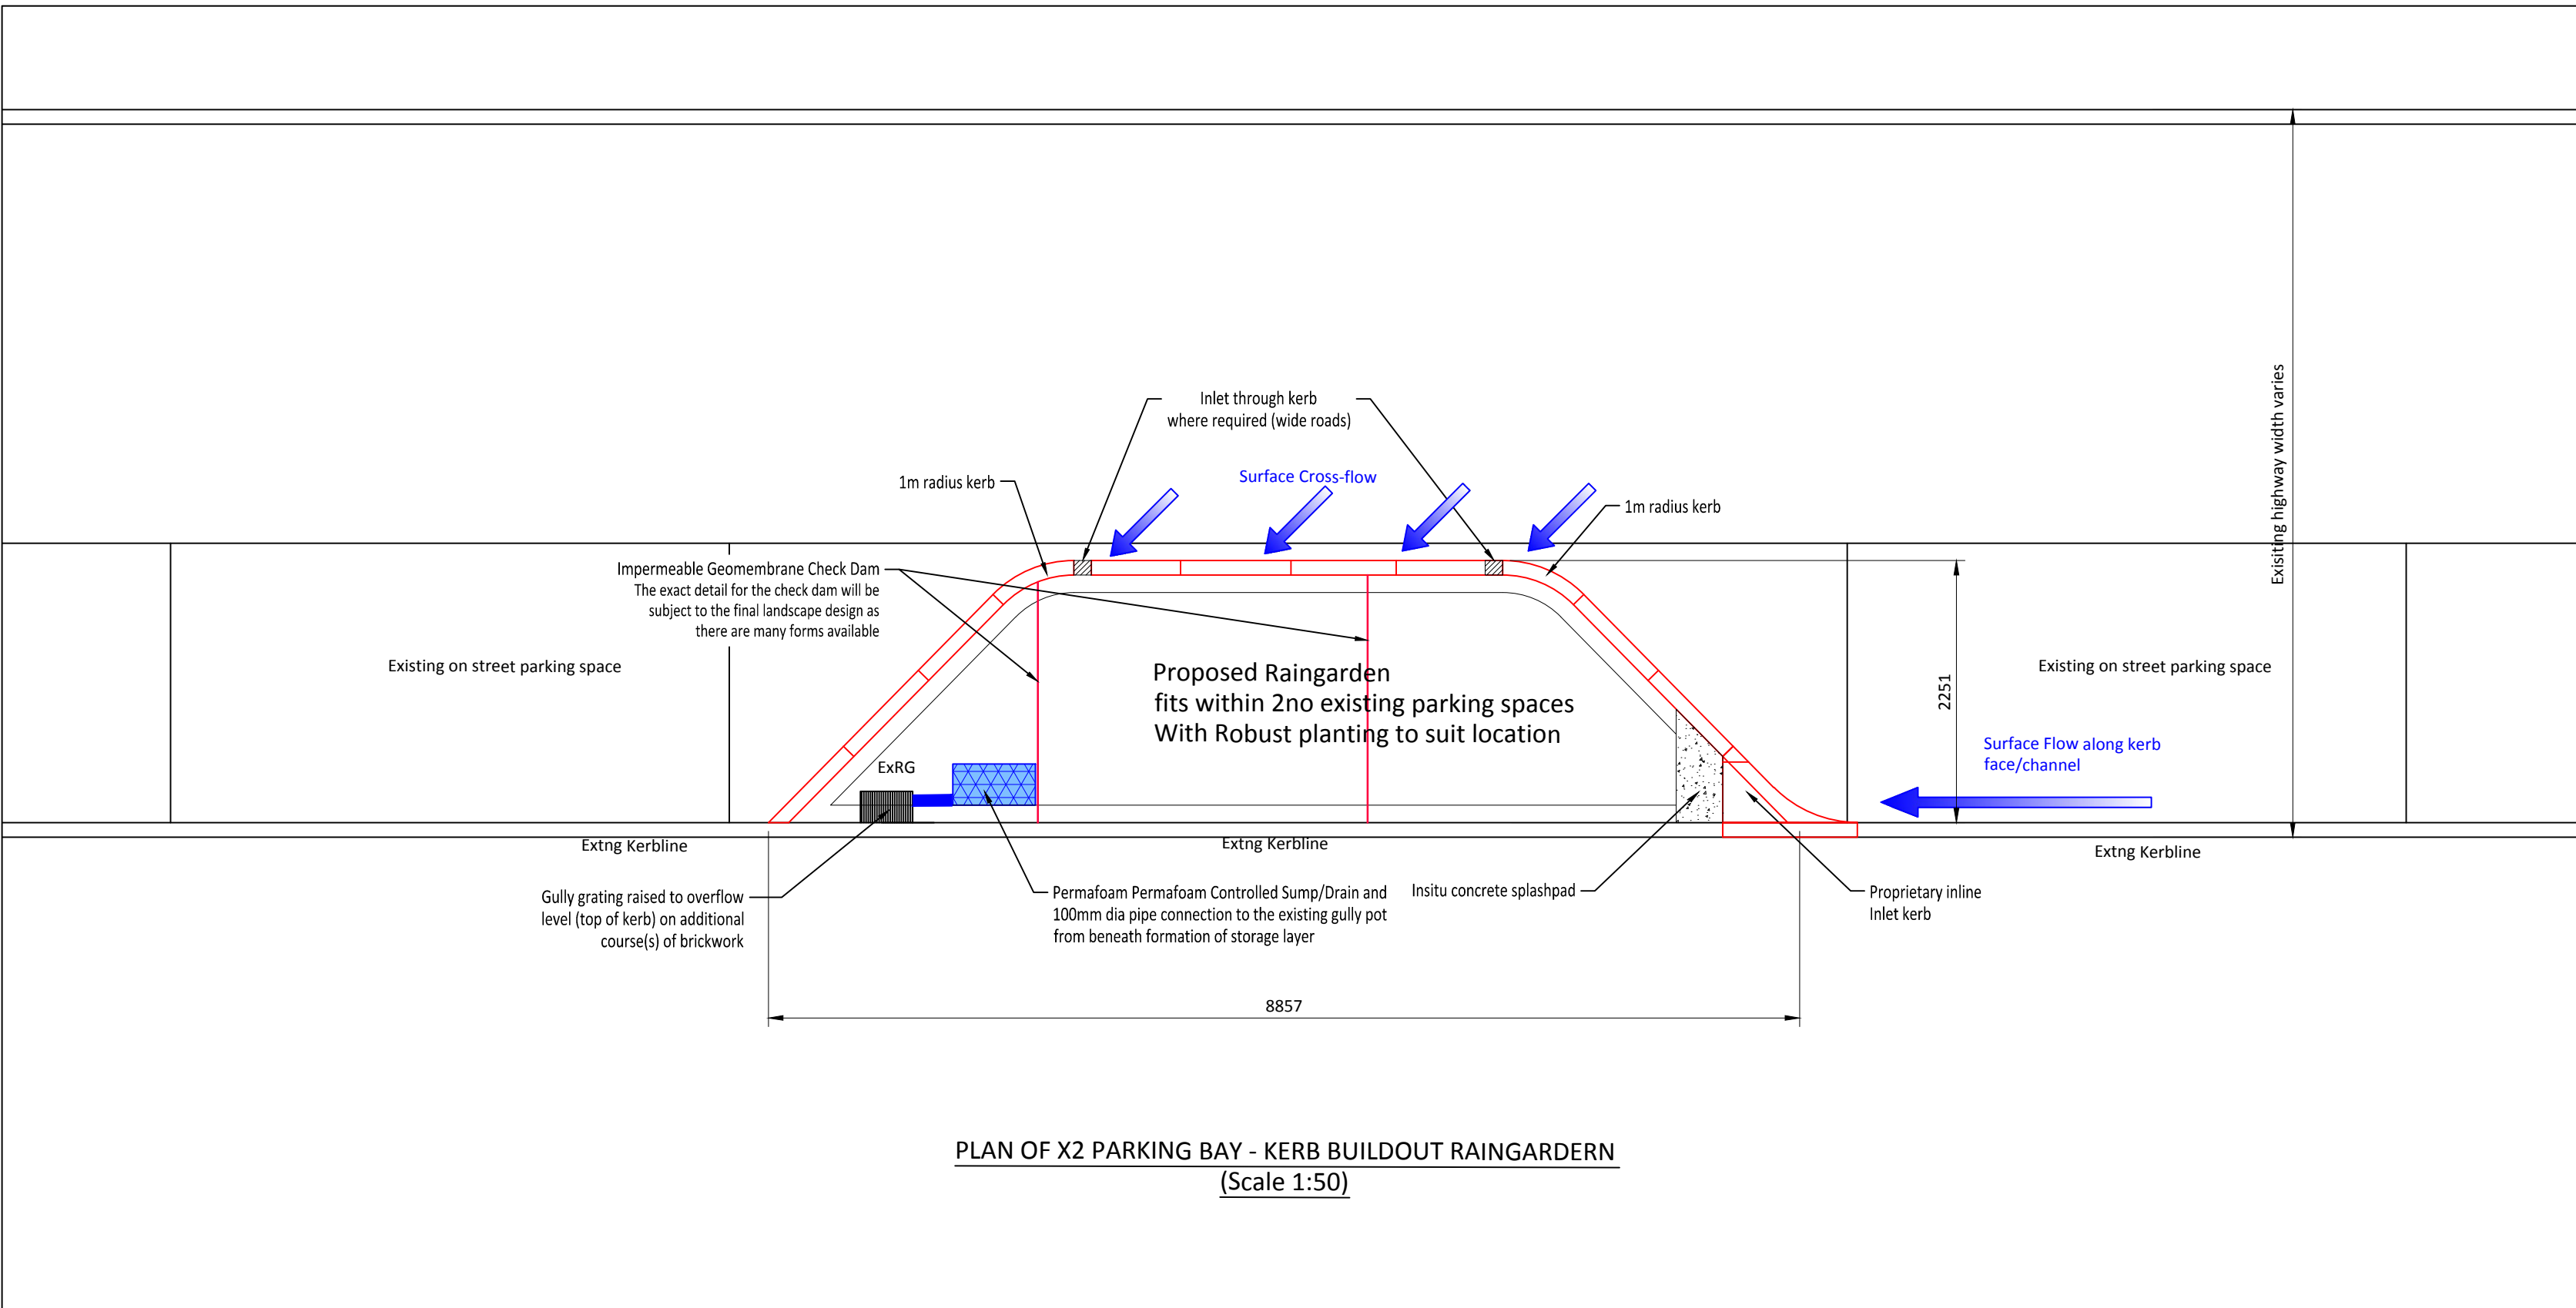 Exisiting highway width varies
Inlet through kerb
where required (wide roads)
Surface Cross-flow
1m radius kerb
1m radius kerb
Impermeable Geomembrane Check Dam
The exact detail for the check dam will be
subject to the final landscape design as
there are many forms available
Existing on street parking space
Proposed Raingarden
fits within 2no existing parking spaces
With Robust planting to suit location
Existing on street parking space
2251
Surface Flow along kerb
face/channel
ExRG
Extng Kerbline
Extng Kerbline
Extng Kerbline
Gully grating raised to overflow
level (top of kerb) on additional
course(s) of brickwork
Permafoam Permafoam Controlled Sump/Drain and
100mm dia pipe connection to the existing gully pot
from beneath formation of storage layer
Insitu concrete splashpad
Proprietary inline
Inlet kerb
8857
PLAN OF X2 PARKING BAY - KERB BUILDOUT RAINGARDERN
(Scale 1:50)